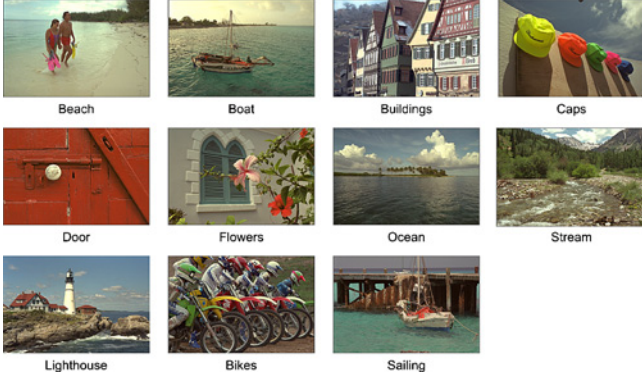 Beach
Boat
Buildings
Caps
Door
Flowers
Ocean
Stream
Lighthouse
Bikes
Sailing